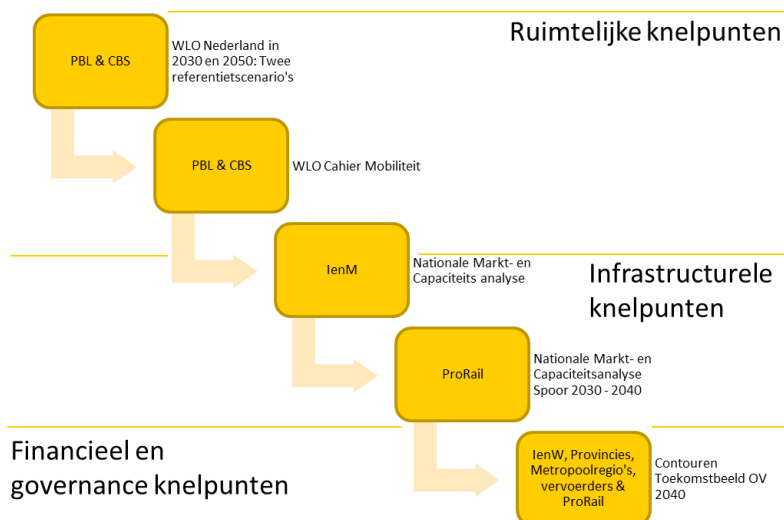 Ruimtelijke knelpunten
PBL & CBS
WLO Nederland in
2030 en 2050: Twee
referentietscenario's
PBL & CBS
WLO Cahier Mobiliteit
IenM
Nationale Markt- en
Capaciteits analyse
Infrastructurele
knelpunten
ProRail
Nationale Markt- en
Capaciteitsanalyse
Spoor 2030 - 2040
Financieel en
governance knelpunten
IenW, Provincies,
Metropoolregio's,
vervoerders &
ProRail
Contouren
Toekomstbeeld OV
2040